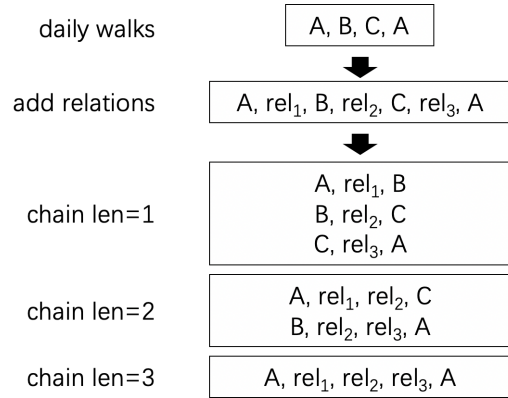 daily walks
A, B, C, A
add relations
A, rel₁, B, rel₂, C, rel₃, A
chain len=1
A, rel₁, B
B, rel₂, C
C, rel₃, A
chain len=2
A, rel₁, rel₂, C
B, rel₂, rel₃, A
chain len=3
A, rel₁, rel₂, rel₃, A